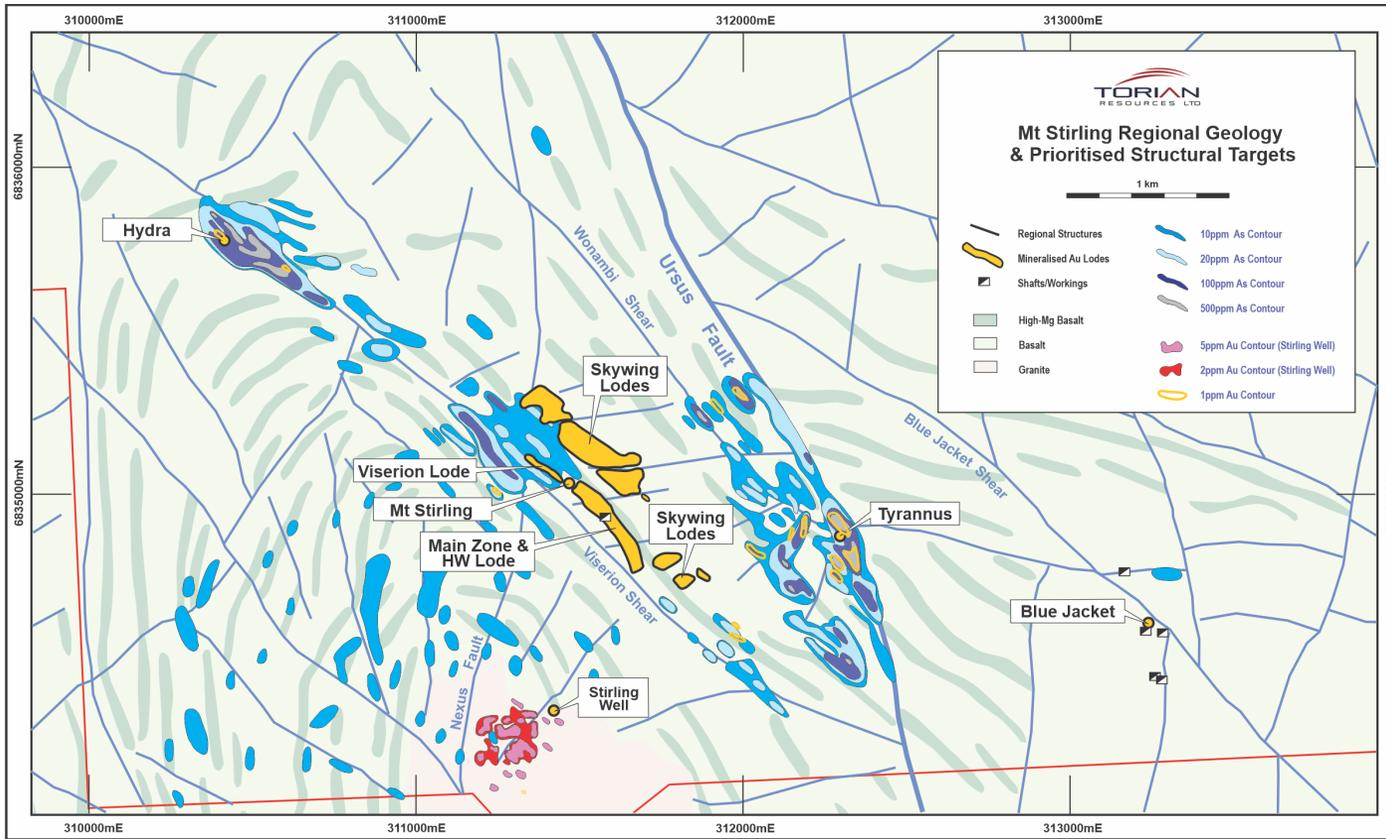 310000mE
311000mE
312000mE
313000mE
6836000mN
6835000mN
TORIAN
RESOURCES LTD
Mt Stirling Regional Geology
& Prioritised Structural Targets
1 km
Regional Structures
Mineralised Au Lodes
Shafts/Workings
High-Mg Basalt
Basalt
Granite
10ppm As Contour
20ppm As Contour
100ppm As Contour
500ppm As Contour
5ppm Au Contour (Stirling Well)
2ppm Au Contour (Stirling Well)
1ppm Au Contour
Hydra
Wonambi Shear
Ursus Fault
Skywing
Lodes
Blue Jacket Shear
Viserion Lode
Mt Stirling
Main Zone &
HW Lode
Skywing
Lodes
Tyrannus
Viserion Shear
Blue Jacket
Nexus Fault
Stirling
Well
310000mE
311000mE
312000mE
313000mE